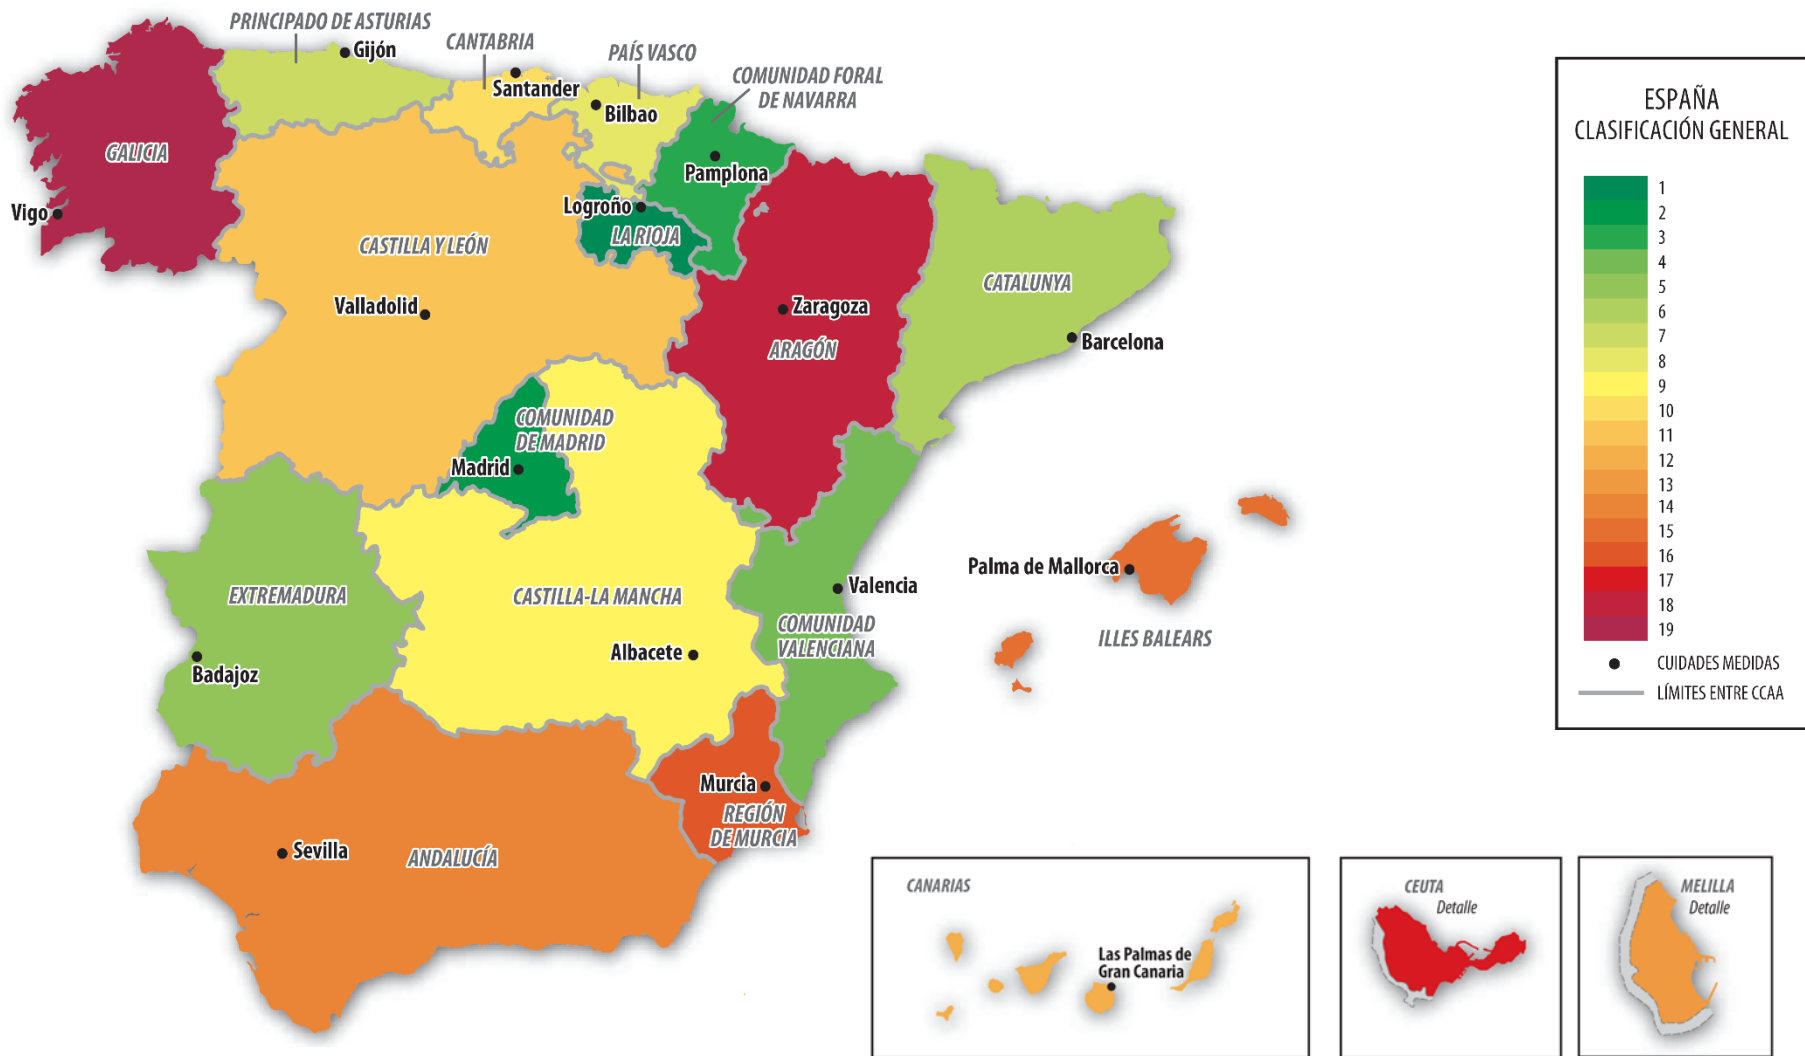 PRINCIPADO DE ASTURIAS
Gijón
CANTABRIA
Santander
PAÍS VASCO
Bilbao
COMUNIDAD FORAL
DE NAVARRA
Pamplona
GALICIA
Vigo
Logroño
LA RIOJA
CASTILLA Y LEÓN
Valladolid
Zaragoza
ARAGÓN
CATALUNYA
Barcelona
COMUNIDAD
DE MADRID
Madrid
EXTREMADURA
Badajoz
CASTILLA-LA MANCHA
Albacete
Valencia
COMUNIDAD
VALENCIANA
Palma de Mallorca
ILLES BALEARS
Murcia
REGIÓN
DE MURCIA
Sevilla
ANDALUCÍA
CANARIAS
Las Palmas de
Gran Canaria
CEUTA
Detalle
MELILLA
Detalle
ESPAÑA
CLASIFICACIÓN GENERAL
1
2
3
4
5
6
7
8
9
10
11
12
13
14
15
16
17
18
19
CUIDADES MEDIDAS
LÍMITES ENTRE CCAA